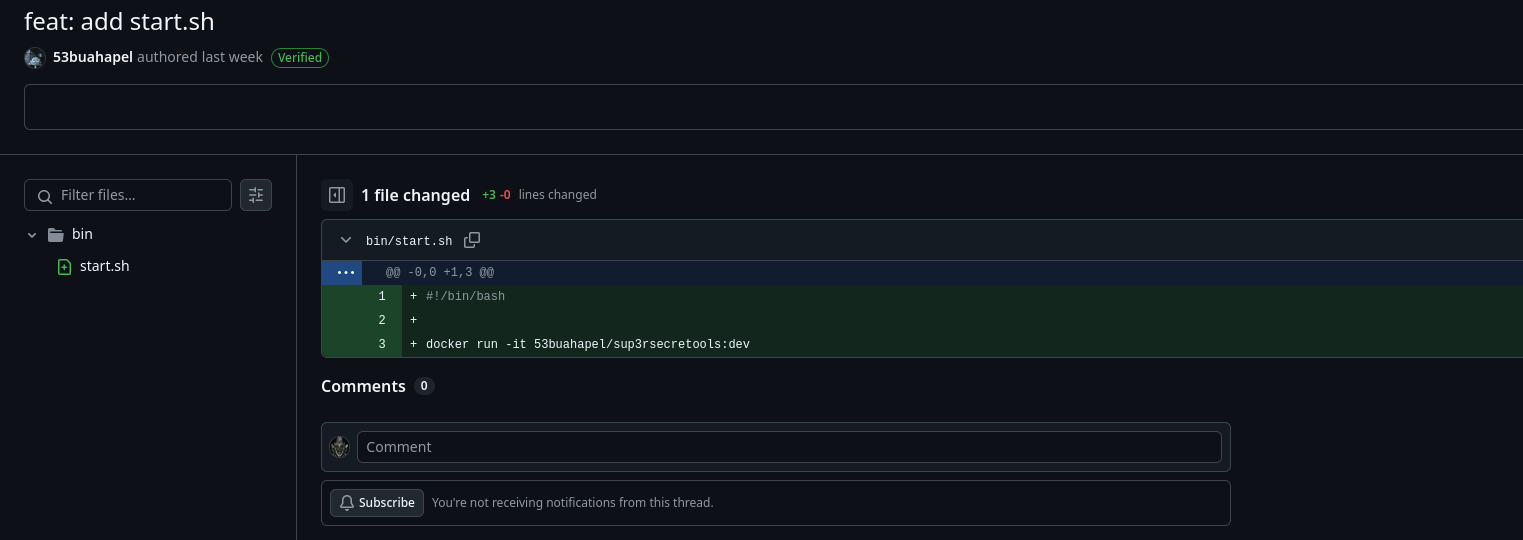 feat: add start.sh
53buahapel authored last week Verified
Filter files...
1 file changed +3 -0 lines changed
bin
bin/start.sh
start.sh
@@ -0,0 +1,3 @@
1 + #!/bin/bash
2 +
3 + docker run -it 53buahapel/sup3rsecretools:dev
Comments 0
Comment
Subscribe You're not receiving notifications from this thread.